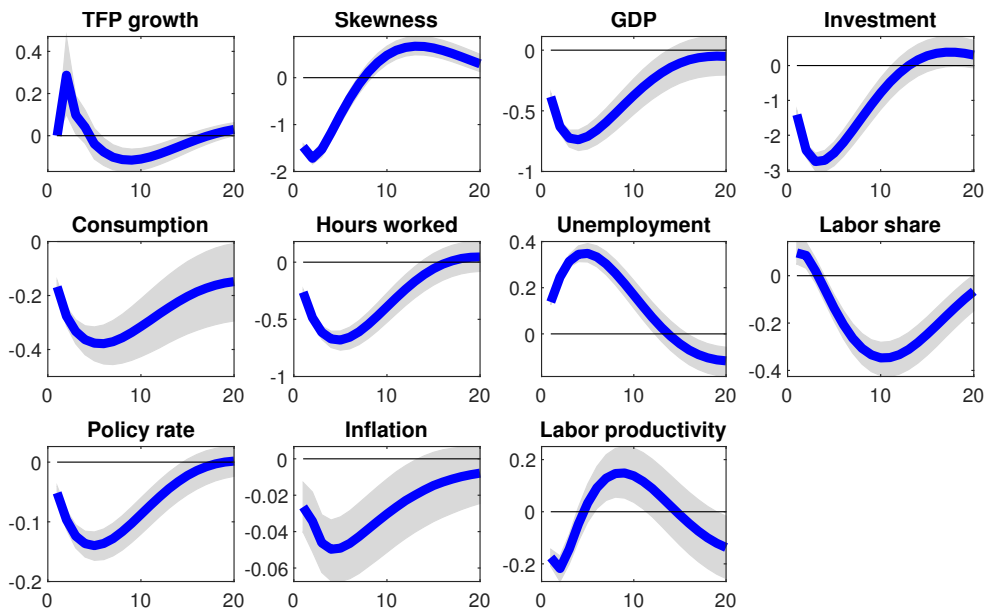 TFP growth
0.4
0.2
0
0 10 20
Skewness
0
-1
-2
0 10 20
GDP
0
-0.5
-1
0 10 20
Investment
0
-1
-2
-3
0 10 20
Consumption
0
-0.2
-0.4
0 10 20
Hours worked
0
-0.5
-1
0 10 20
Unemployment
0.4
0.2
0
0 10 20
Labor share
0
-0.2
-0.4
0 10 20
Policy rate
0
-0.1
-0.2
0 10 20
Inflation
0
-0.02
-0.04
-0.06
0 10 20
Labor productivity
0.2
0
-0.2
0 10 20